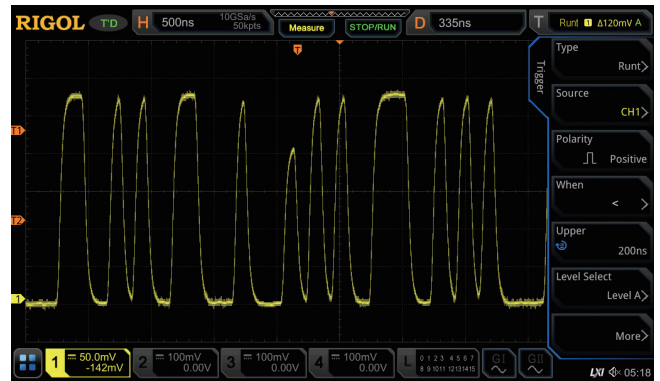 RIGOL T'D H 500ns 10GSa/s 50kpts Measure STOP/RUN D 335ns T Runt 1 Δ120mV A
T
Trigger
Type
Runt>
Source
CH1>
Polarity
Positive
When
< >
Upper
200ns
Level Select
Level A>
More>
T1
T2
1
1 50.0mV -142mV
2 100mV 0.00V
3 100mV 0.00V
4 100mV 0.00V
L 0 1 2 3 4 5 6 7
8 9 10 11 12 13 14 15
GI GII
LXI 05:18